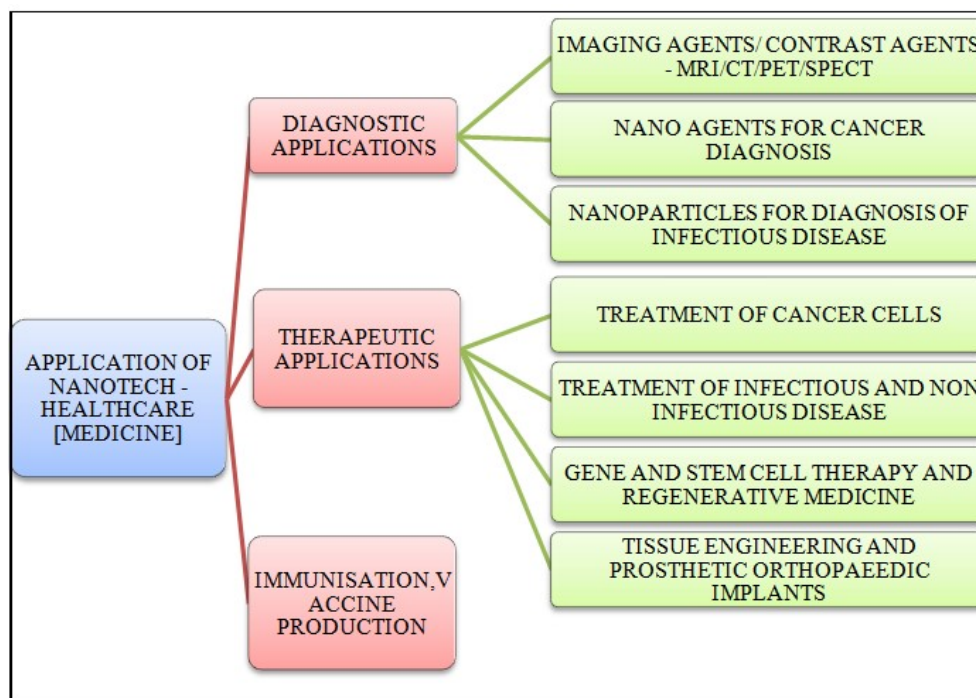 APPLICATION OF
NANOTECH -
HEALTHCARE
[MEDICINE]
DIAGNOSTIC
APPLICATIONS
IMAGING AGENTS/ CONTRAST AGENTS
- MRI/CT/PET/SPECT
NANO AGENTS FOR CANCER
DIAGNOSIS
NANOPARTICLES FOR DIAGNOSIS OF
INFECTIOUS DISEASE
THERAPEUTIC
APPLICATIONS
TREATMENT OF CANCER CELLS
TREATMENT OF INFECTIOUS AND NON
INFECTIOUS DISEASE
GENE AND STEM CELL THERAPY AND
REGENERATIVE MEDICINE
TISSUE ENGINEERING AND
PROSTHETIC ORTHOPAEEDIC
IMPLANTS
IMMUNISATION,V
ACCINE
PRODUCTION